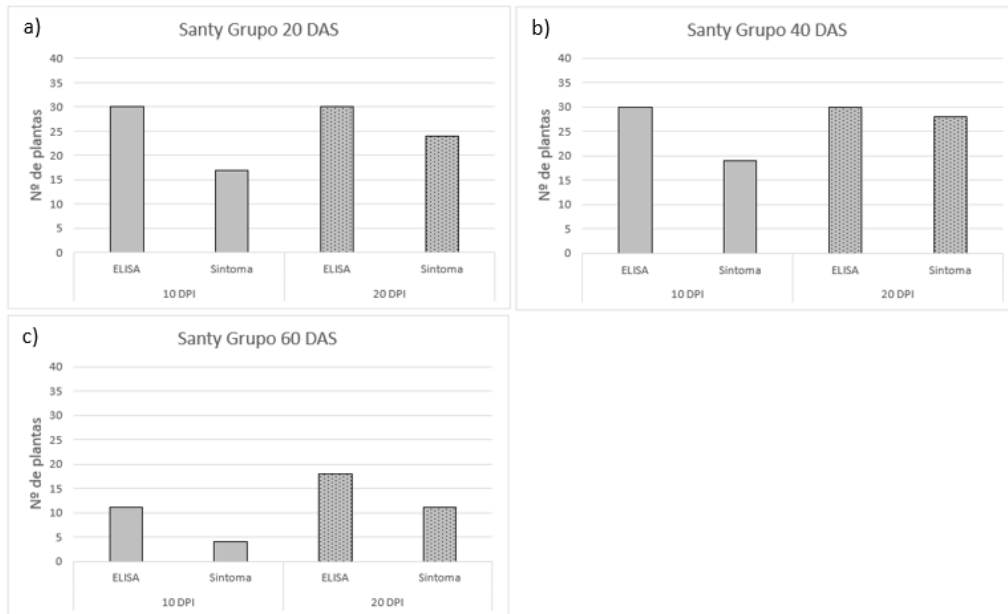 a)
Santy Grupo 20 DAS
Nº de plantas
40
35
30
25
20
15
10
5
0
ELISA Sintoma ELISA Sintoma
10 DPI 20 DPI
b)
Santy Grupo 40 DAS
Nº de plantas
40
35
30
25
20
15
10
5
0
ELISA Sintoma ELISA Sintoma
10 DPI 20 DPI
c)
Santy Grupo 60 DAS
Nº de plantas
40
35
30
25
20
15
10
5
0
ELISA Sintoma ELISA Sintoma
10 DPI 20 DPI